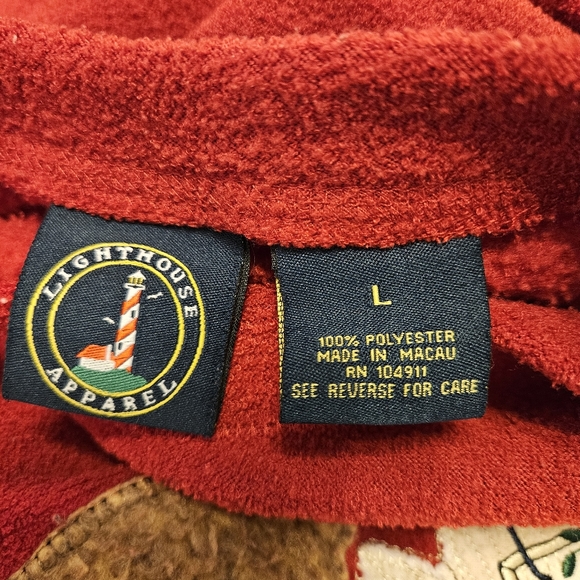 LIGHTHOUSE
APPAREL
L
100% POLYESTER
MADE IN MACAU
RN 104911
SEE REVERSE FOR CARE